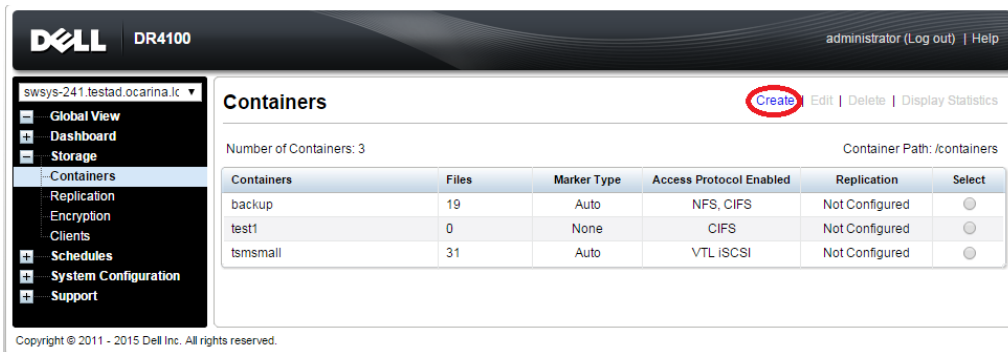 DELL DR4100 administrator (Log out) | Help
swsys-241.testad.ocarina.lc
Global View
Dashboard
Storage
Containers
Replication
Encryption
Clients
Schedules
System Configuration
Support
Containers Create | Edit | Delete | Display Statistics
Number of Containers: 3 Container Path: /containers
Containers Files Marker Type Access Protocol Enabled Replication Select
backup 19 Auto NFS, CIFS Not Configured
test1 0 None CIFS Not Configured
tsmsmall 31 Auto VTL iSCSI Not Configured
Copyright © 2011 - 2015 Dell Inc. All rights reserved.